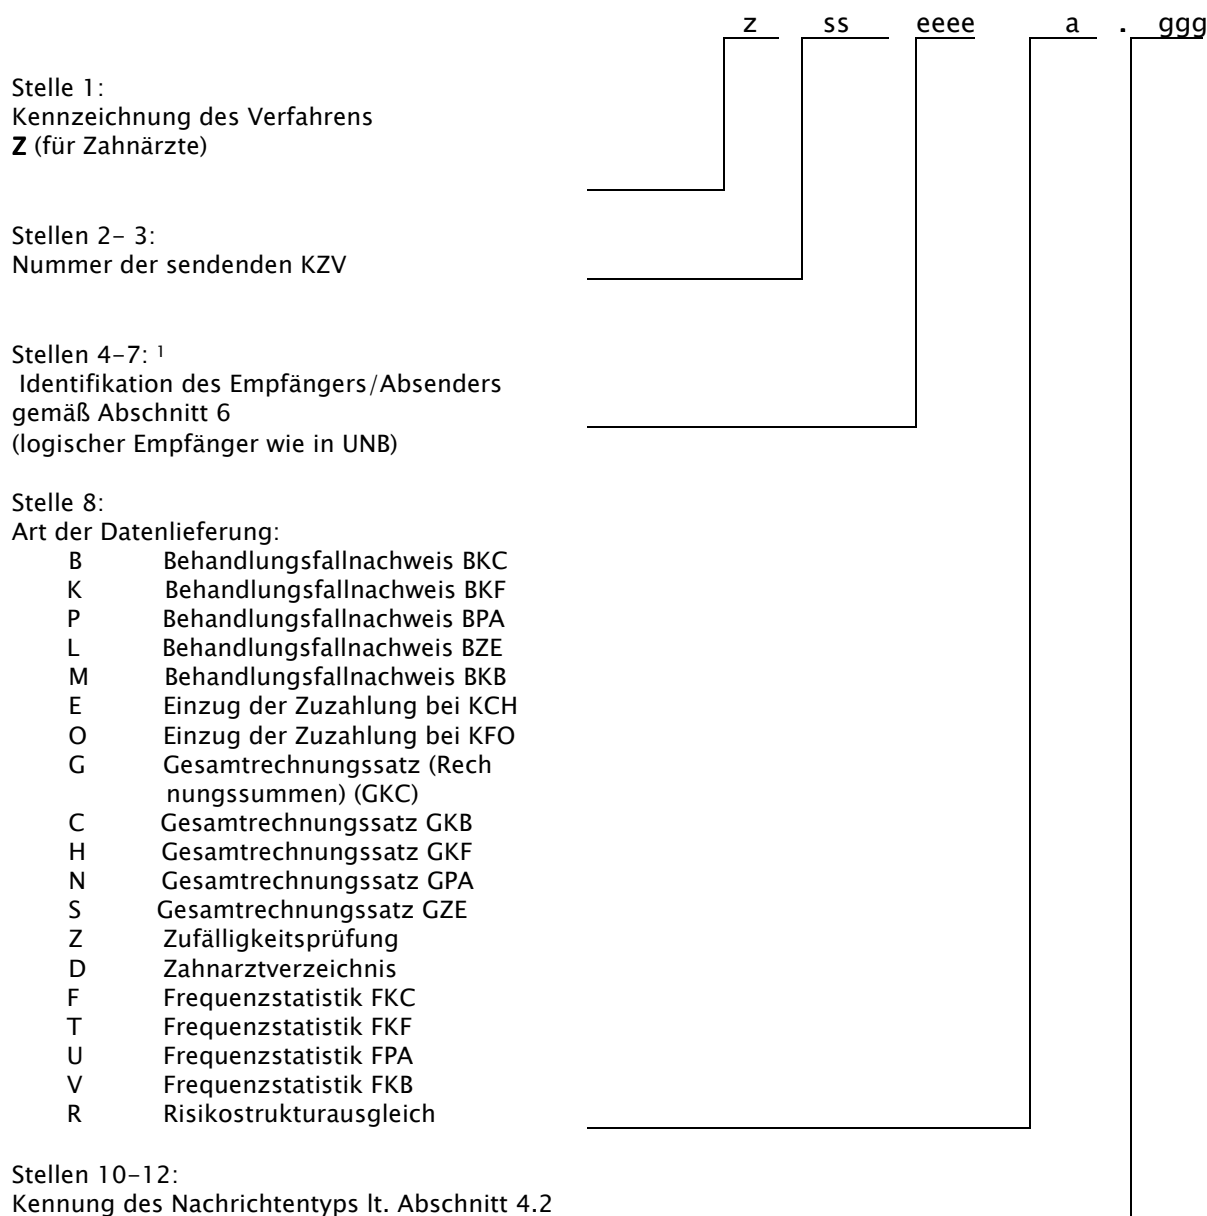 z ss eeee a . ggg
Stelle 1:
Kennzeichnung des Verfahrens
Z (für Zahnärzte)
Stellen 2- 3:
Nummer der sendenden KZV
Stellen 4-7: 1
Identifikation des Empfängers/Absenders
gemäß Abschnitt 6
(logischer Empfänger wie in UNB)
Stelle 8:
Art der Datenlieferung:
B Behandlungsfallnachweis BKC
K Behandlungsfallnachweis BKF
P Behandlungsfallnachweis BPA
L Behandlungsfallnachweis BZE
M Behandlungsfallnachweis BKB
E Einzug der Zuzahlung bei KCH
O Einzug der Zuzahlung bei KFO
G Gesamtrechnungssatz (Rech
nungssummen) (GKC)
C Gesamtrechnungssatz GKB
H Gesamtrechnungssatz GKF
N Gesamtrechnungssatz GPA
S Gesamtrechnungssatz GZE
Z Zufälligkeitsprüfung
D Zahnarztverzeichnis
F Frequenzstatistik FKC
T Frequenzstatistik FKF
U Frequenzstatistik FPA
V Frequenzstatistik FKB
R Risikostrukturausgleich
Stellen 10-12:
Kennung des Nachrichtentyps lt. Abschnitt 4.2